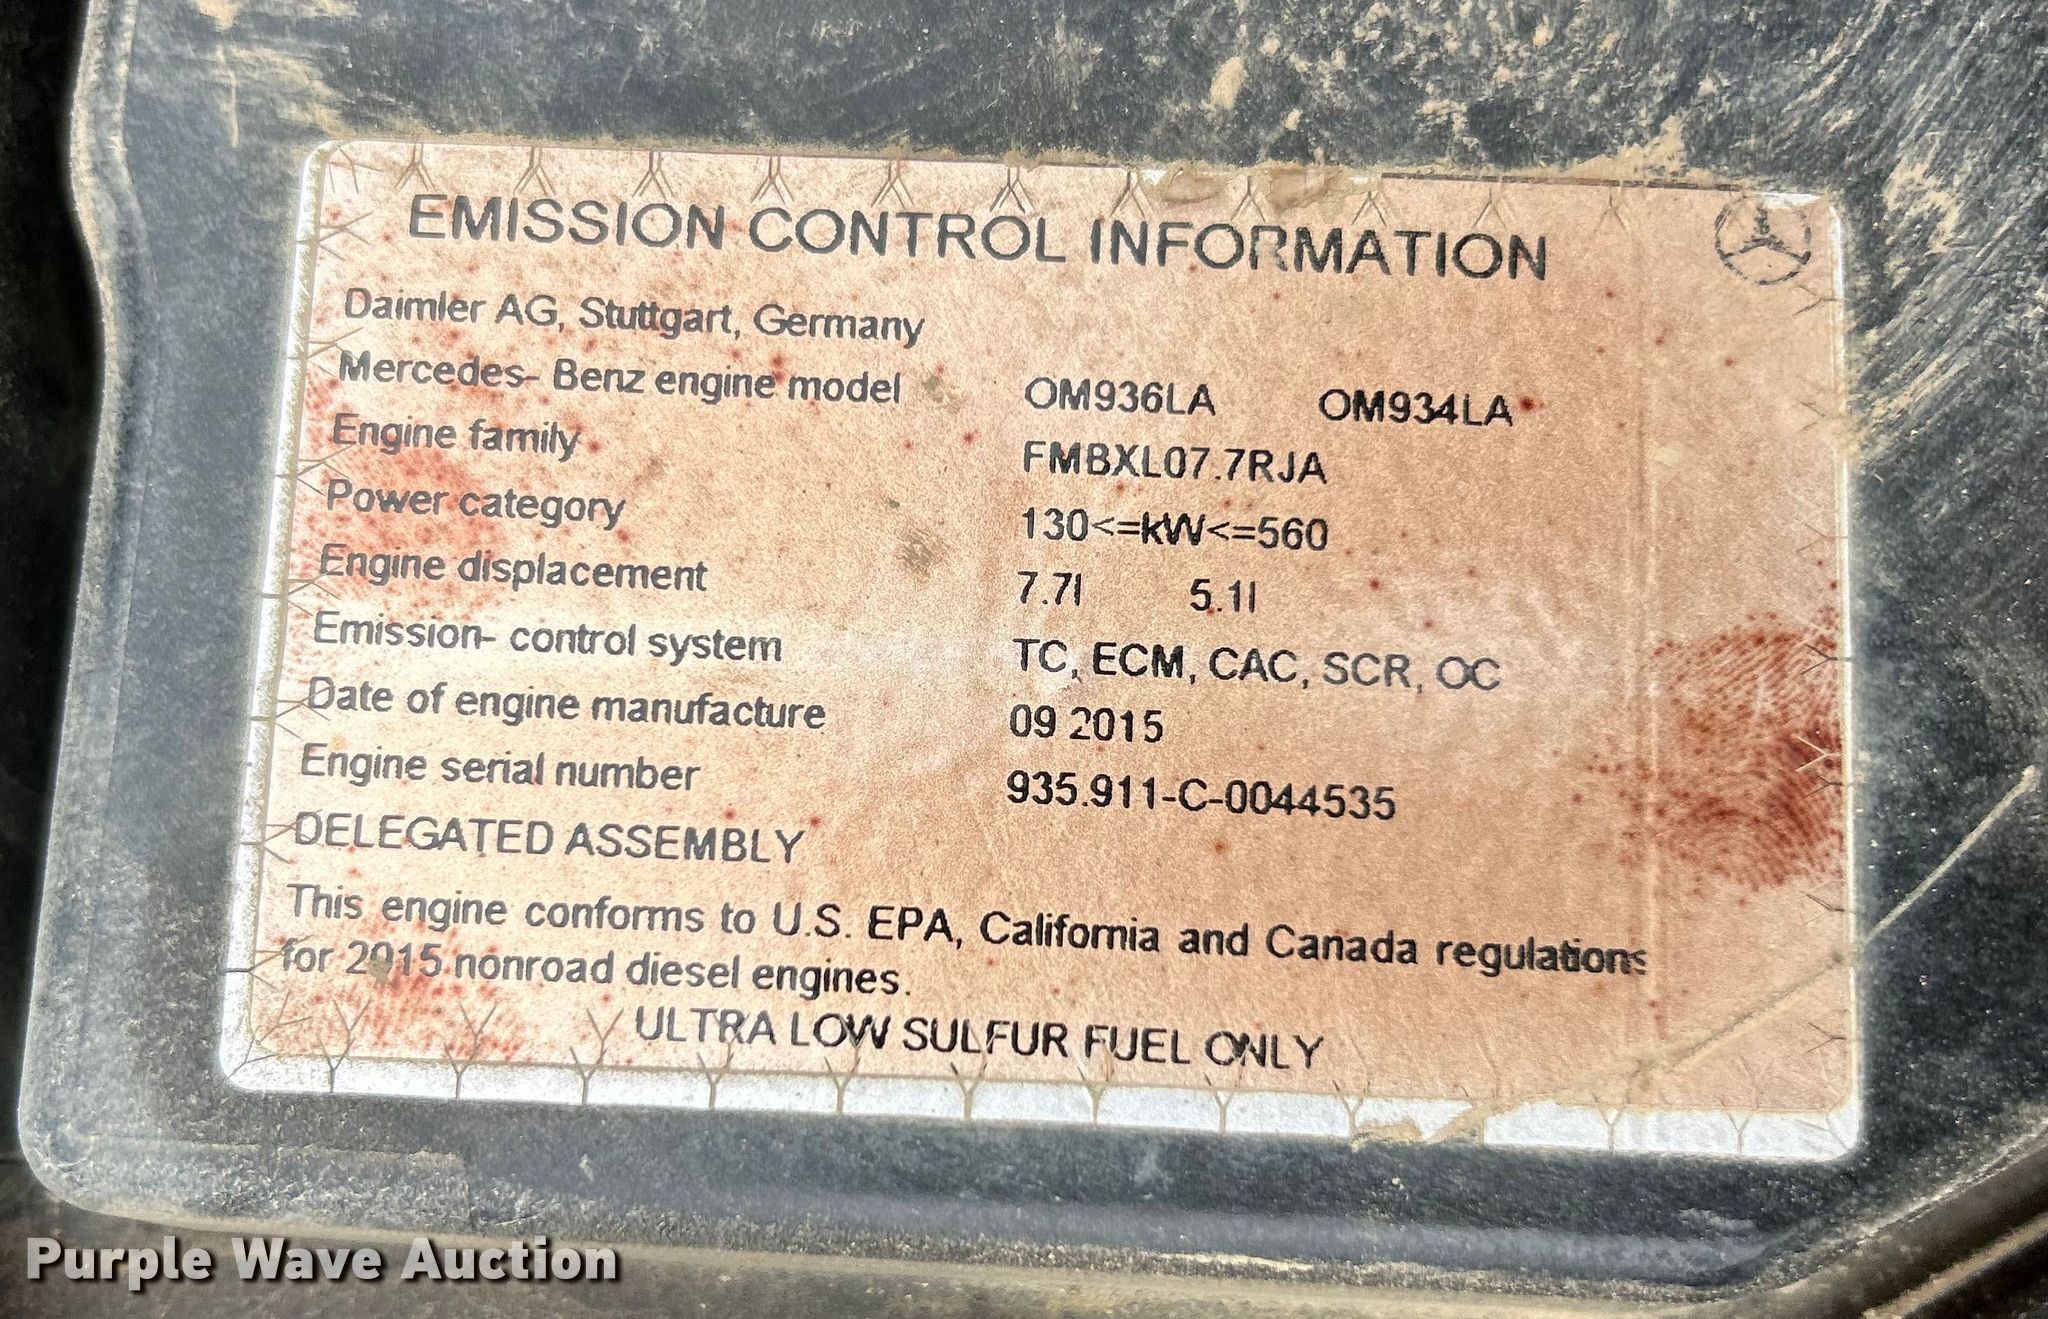 EMISSION CONTROL INFORMATION
Daimler AG, Stuttgart, Germany
Mercedes- Benz engine model OM936LA OM934LA
Engine family FMBXL07.7RJA
Power category 130<=kW<=560
Engine displacement 7.7l 5.1l
Emission- control system TC, ECM, CAC, SCR, OC
Date of engine manufacture 09 2015
Engine serial number 935.911-C-0044535
DELEGATED ASSEMBLY
This engine conforms to U.S. EPA, California and Canada regulations
for 2015 nonroad diesel engines.
ULTRA LOW SULFUR FUEL ONLY
Purple Wave Auction